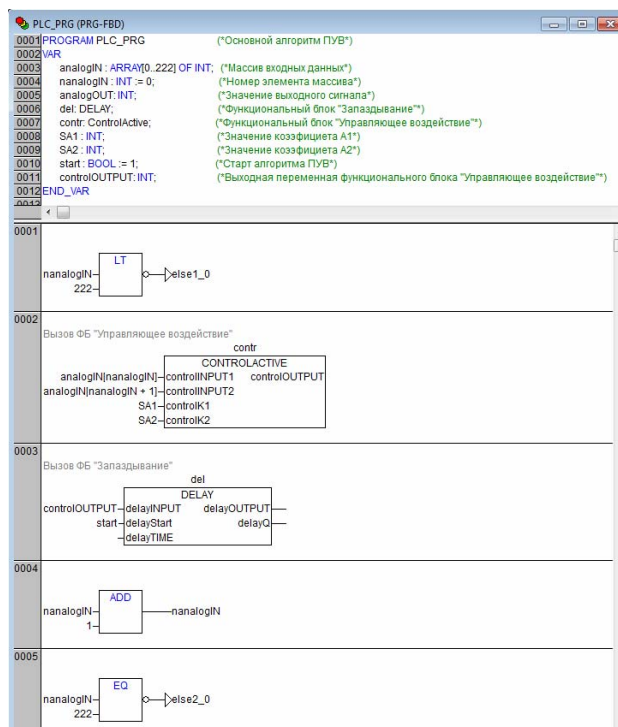 PLC_PRG (PRG-FBD)
0001 PROGRAM PLC_PRG (*Основной алгоритм ПУВ*)
0002 VAR
0003 analogIN : ARRAY[0..222] OF INT; (*Массив входных данных*)
0004 nanalogIN : INT := 0; (*Номер элемента массива*)
0005 analogOUT: INT; (*Значение выходного сигнала*)
0006 del: DELAY; (*Функциональный блок "Запаздывание"*)
0007 contr: ControlActive; (*Функциональный блок "Управляющее воздействие"*)
0008 SA1 : INT; (*Значение коэффициета A1*)
0009 SA2 : INT; (*Значение коэффициета A2*)
0010 start : BOOL := 1; (*Старт алгоритма ПУВ*)
0011 controlOUTPUT: INT; (*Выходная переменная функционального блока "Управляющее воздействие"*)
0012 END_VAR
0001
LT
nanalogIN else1_0
222
0002
Вызов ФБ "Управляющее воздействие"
contr
CONTROLACTIVE
analogIN[nanalogIN] controlINPUT1 controlOUTPUT
analogIN[nanalogIN + 1] controlINPUT2
SA1 controlK1
SA2 controlK2
0003
Вызов ФБ "Запаздывание"
del
DELAY
controlOUTPUT delayINPUT delayOUTPUT
start delayStart delayQ
delayTIME
0004
ADD
nanalogIN nanalogIN
1
0005
EQ
nanalogIN else2_0
222